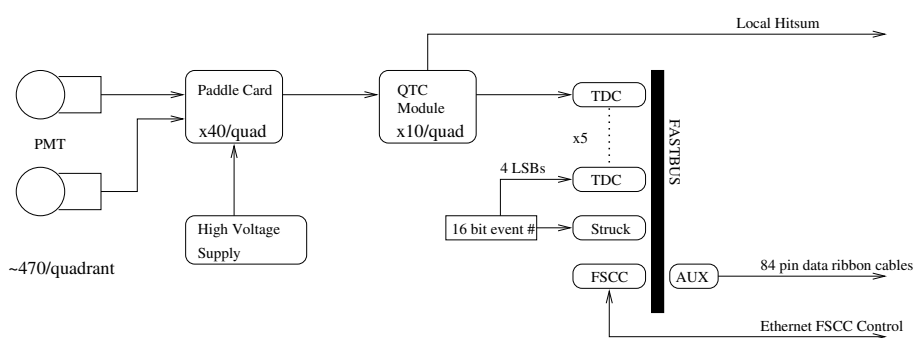 Local Hitsum
Paddle Card
x40/quad
QTC
Module
x10/quad
TDC
PMT
x5
FASTBUS
4 LSBs
TDC
High Voltage
Supply
16 bit event #
Struck
~470/quadrant
FSCC
AUX
84 pin data ribbon cables
Ethernet FSCC Control